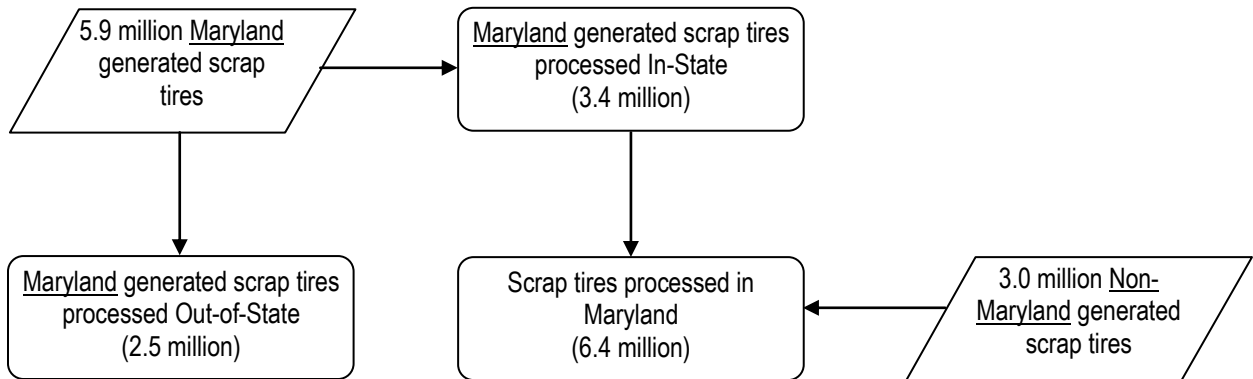 5.9 million Maryland
generated scrap
tires
Maryland generated scrap tires
processed In-State
(3.4 million)
Maryland generated scrap tires
processed Out-of-State
(2.5 million)
Scrap tires processed in
Maryland
(6.4 million)
3.0 million Non-
Maryland generated
scrap tires